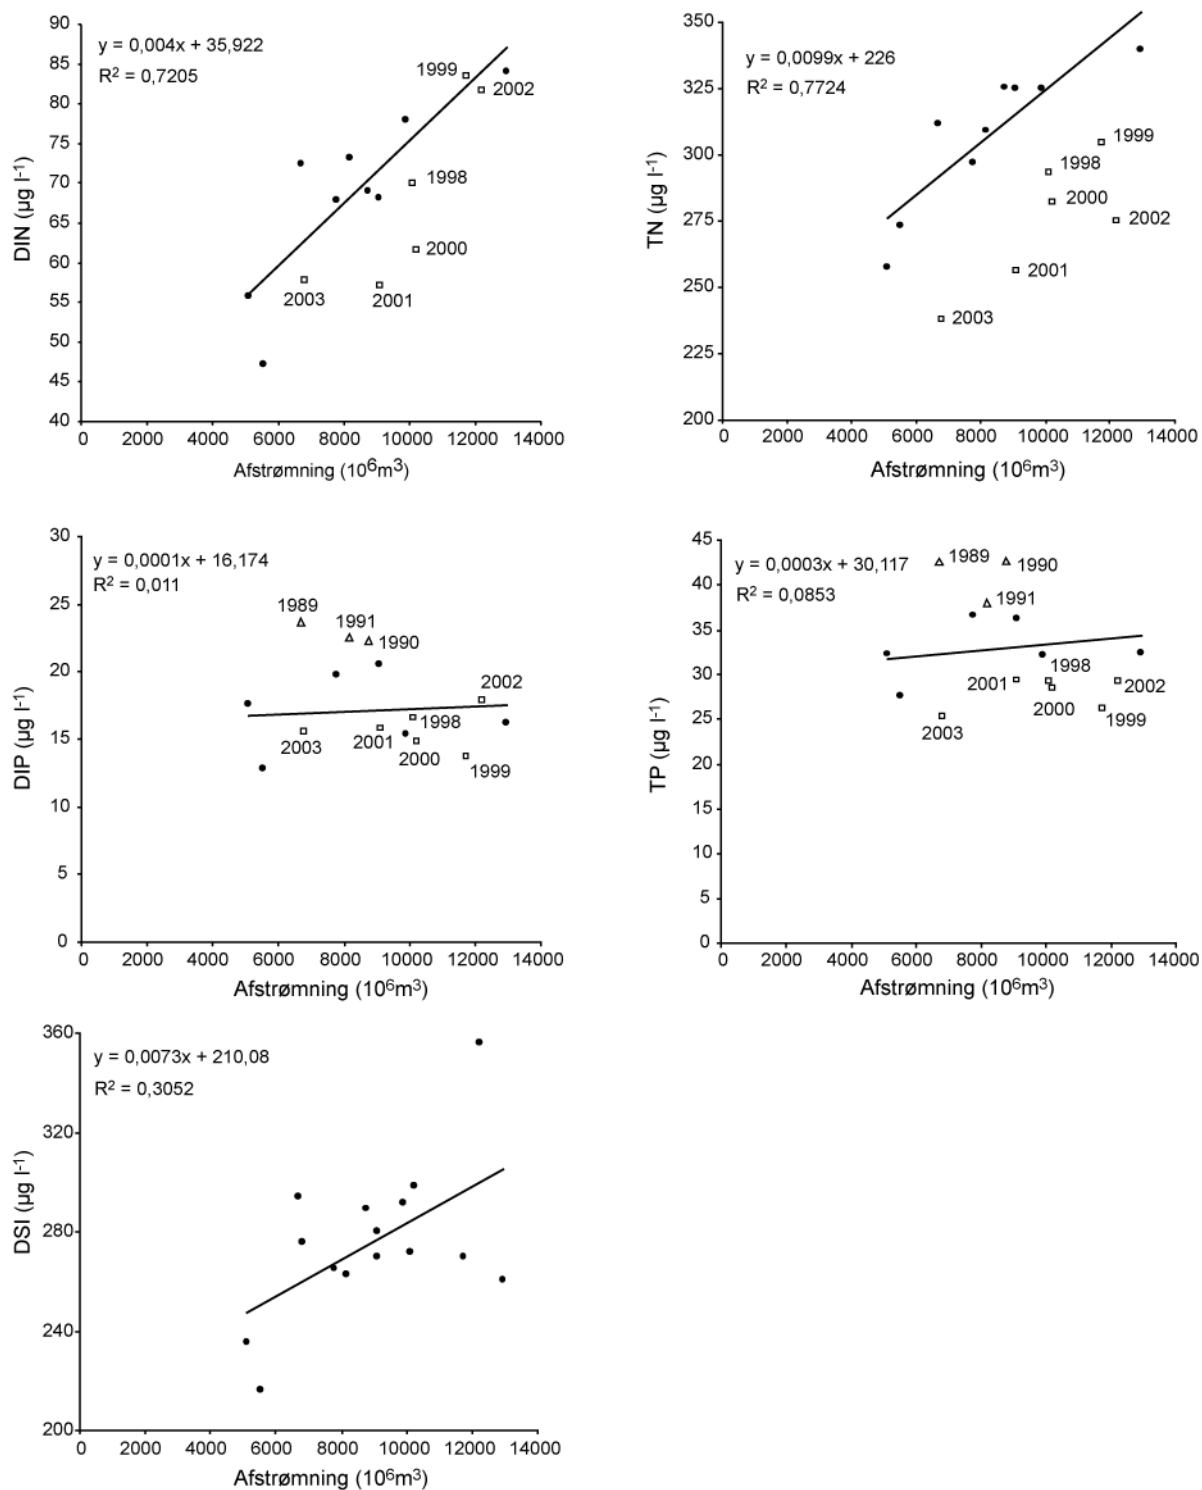 y = 0,004x + 35,922
R² = 0,7205
DIN (µg l⁻¹)
90
85
80
75
70
65
60
55
50
45
40
1999
2002
1998
2000
2003
2001
0 2000 4000 6000 8000 10000 12000 14000
Afstrømning (10⁶m³)
y = 0,0099x + 226
R² = 0,7724
TN (µg l⁻¹)
350
325
300
275
250
225
200
1999
1998
2000
2002
2001
2003
0 2000 4000 6000 8000 10000 12000 14000
Afstrømning (10⁶m³)
y = 0,0001x + 16,174
R² = 0,011
DIP (µg l⁻¹)
30
25
20
15
10
5
0
1989
1991
1990
2002
1998
2003
2001
2000
1999
0 2000 4000 6000 8000 10000 12000 14000
Afstrømning (10⁶m³)
y = 0,0003x + 30,117
R² = 0,0853
TP (µg l⁻¹)
45
40
35
30
25
20
15
10
5
0
1989
1990
1991
1998
2001
2002
2000
1999
2003
0 2000 4000 6000 8000 10000 12000 14000
Afstrømning (10⁶m³)
y = 0,0073x + 210,08
R² = 0,3052
DSI (µg l⁻¹)
360
320
280
240
200
0 2000 4000 6000 8000 10000 12000 14000
Afstrømning (10⁶m³)